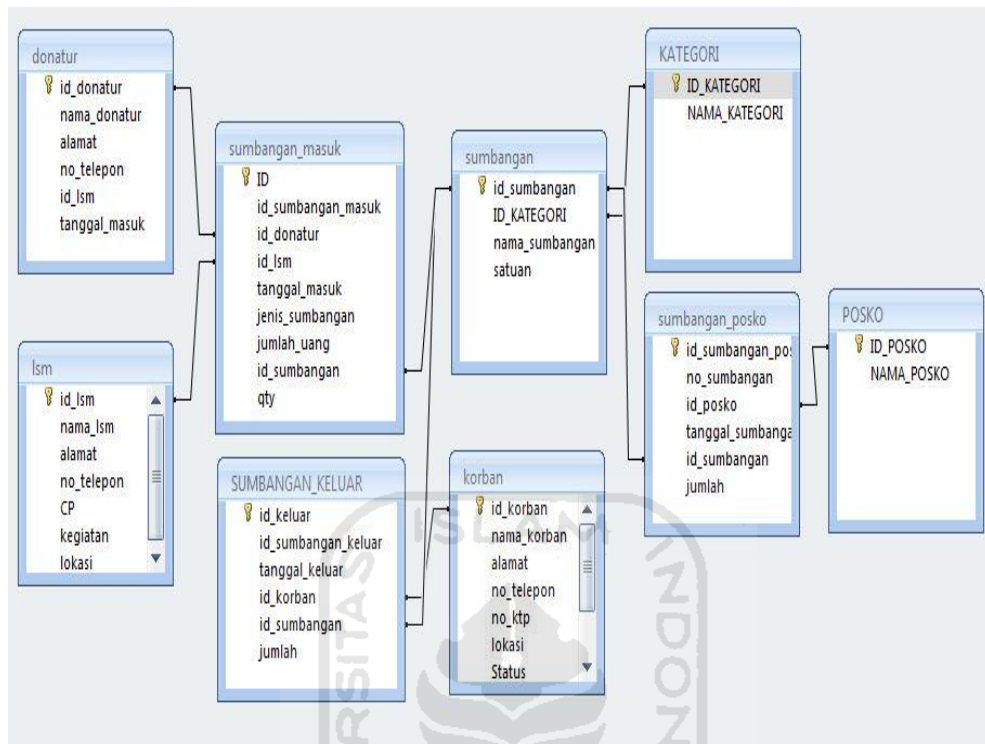 donatur
id_donatur
nama_donatur
alamat
no_telepon
id_lsm
tanggal_masuk
lsm
id_lsm
nama_lsm
alamat
no_telepon
CP
kegiatan
lokasi
sumbangan_masuk
ID
id_sumbangan_masuk
id_donatur
id_lsm
tanggal_masuk
jenis_sumbangan
jumlah_uang
id_sumbangan
qty
SUMBANGAN_KELUAR
id_keluar
id_sumbangan_keluar
tanggal_keluar
id_korban
id_sumbangan
jumlah
sumbangan
id_sumbangan
ID_KATEGORI
nama_sumbangan
satuan
korban
id_korban
nama_korban
alamat
no_telepon
no_ktp
lokasi
Status
KATEGORI
ID_KATEGORI
NAMA_KATEGORI
sumbangan_posko
id_sumbangan_pos
no_sumbangan
id_posko
tanggal_sumbanga
id_sumbangan
jumlah
POSKO
ID_POSKO
NAMA_POSKO
ISLAM